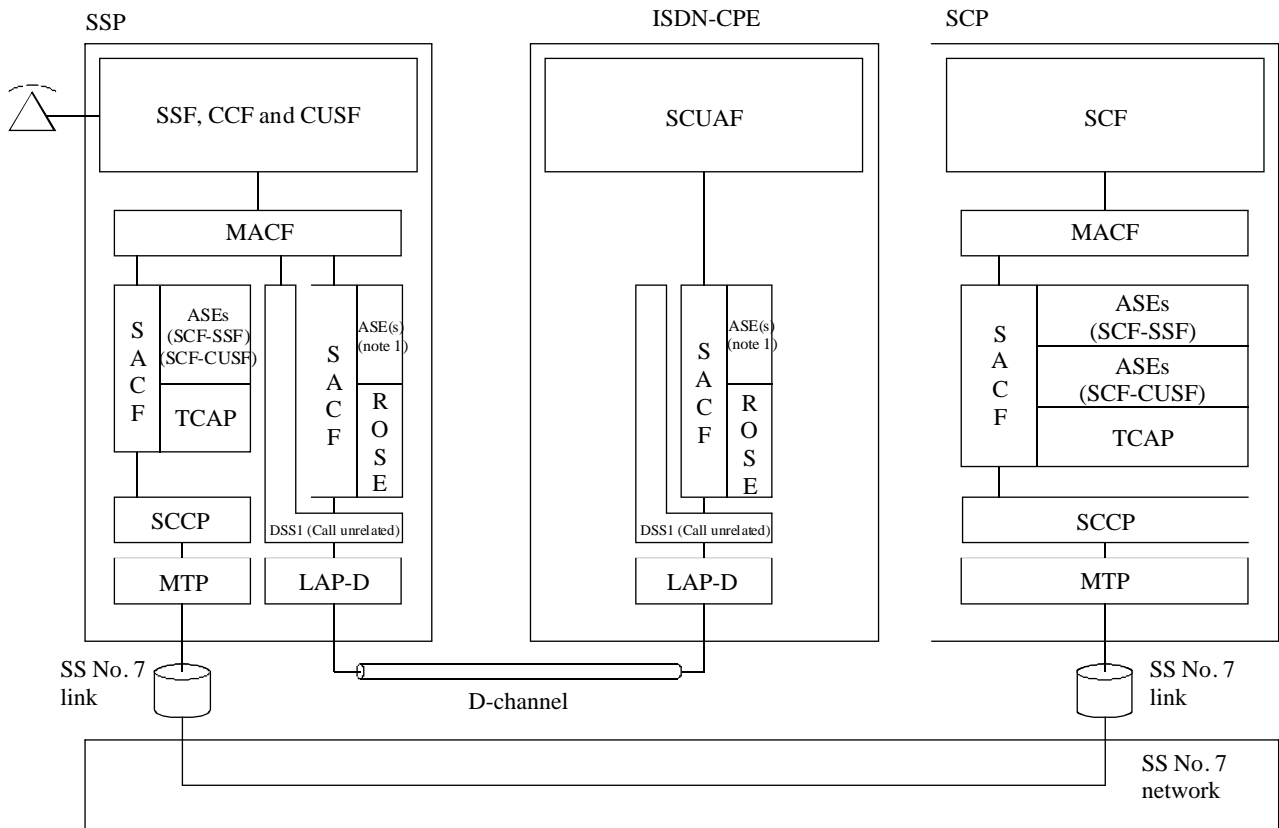 SSP
ISDN-CPE
SCP
SSF, CCF and CUSF
SCUAF
SCF
MACF
MACF
S
A
C
F
ASEs
(SCF-SSF)
(SCF-CUSF)
TCAP
S
A
C
F
ASE(s)
(note 1)
R
O
S
E
S
A
C
F
ASE(s)
(note 1)
R
O
S
E
S
A
C
F
ASEs
(SCF-SSF)
ASEs
(SCF-CUSF)
TCAP
SCCP
DSS1 (Call unrelated)
DSS1 (Call unrelated)
SCCP
MTP
LAP-D
LAP-D
MTP
SS No. 7
link
D-channel
SS No. 7
link
SS No. 7
network